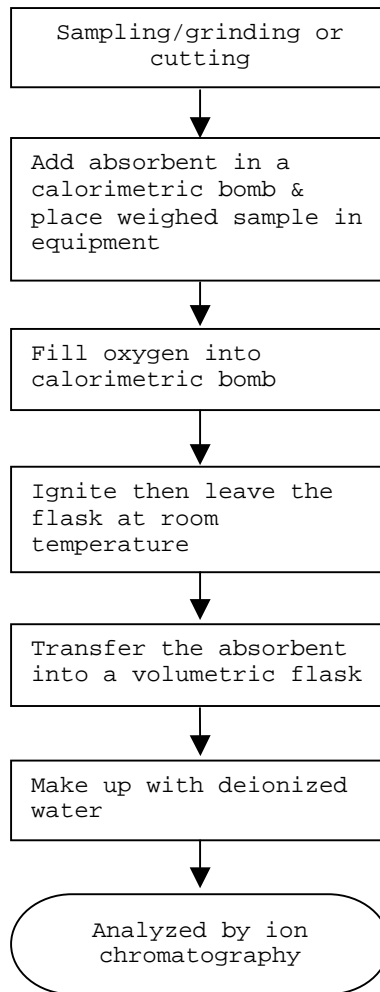 Sampling/grinding or
cutting
Add absorbent in a
calorimetric bomb &
place weighed sample in
equipment
Fill oxygen into
calorimetric bomb
Ignite then leave the
flask at room
temperature
Transfer the absorbent
into a volumetric flask
Make up with deionized
water
Analyzed by ion
chromatography